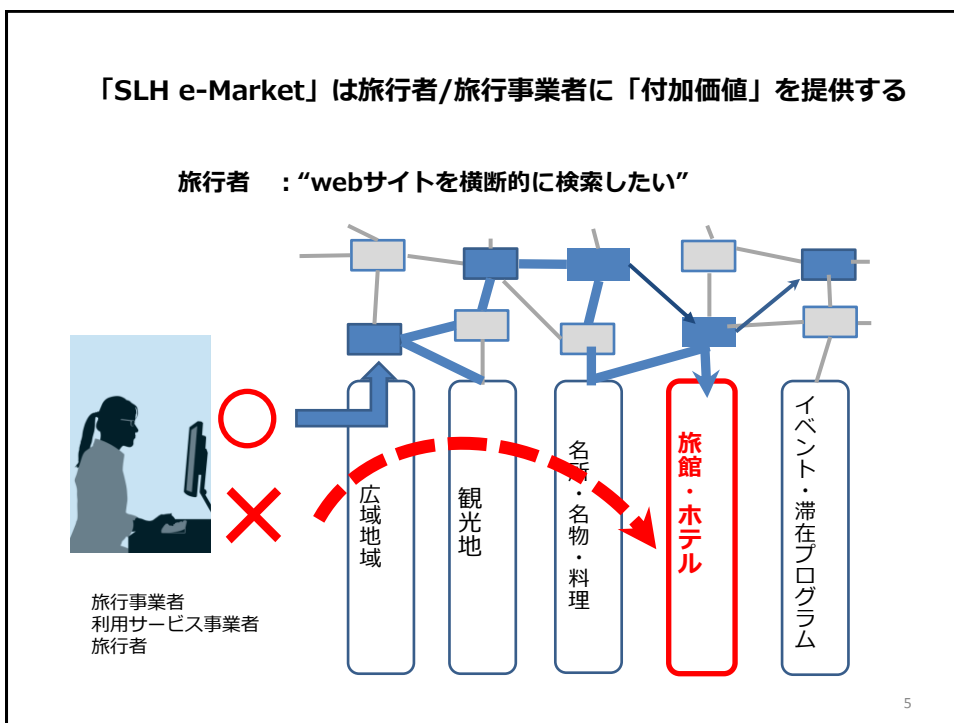 「SLH e-Market」は旅行者/旅行事業者に「付加価値」を提供する
旅行者　：“webサイトを横断的に検索したい”
広域地域
観光地
名所・名物・料理
旅館・ホテル
イベント・滞在プログラム
旅行事業者
利用サービス事業者
旅行者
5